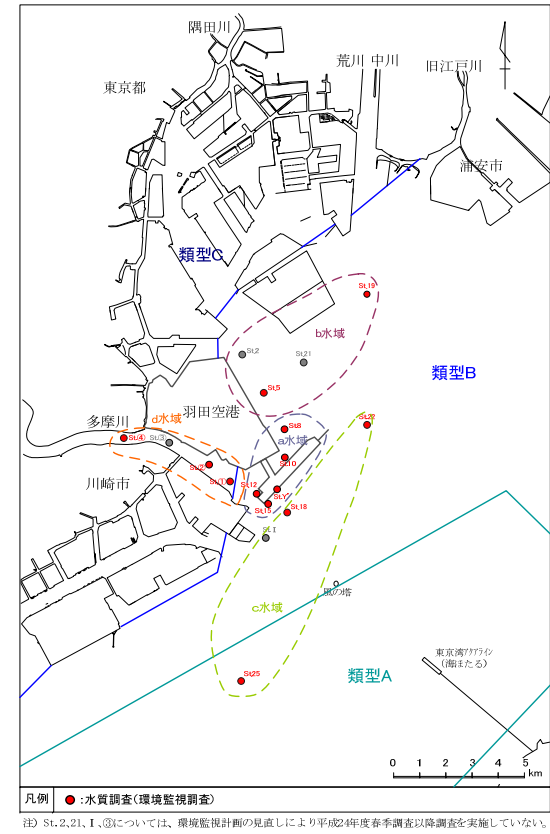 隅田川
荒川 中川
旧江戸川
東京都
浦安市
類型C
St.19
b水域
St.2
St.21
類型B
St.5
羽田空港
多摩川
d水域
St.22
St.8
a水域
St.④
St.③
St.②
St.10
川崎市
St.①
St.12
St.Y
St.15
St.18
St.I
風の塔
c水域
東京湾アクアライン
(海ほたる)
類型A
St.25
0 1 2 3 4 5
km
凡例
:水質調査(環境監視調査)
注) St.2,21、I、③については、環境監視計画の見直しにより平成24年度春季調査以降調査を実施していない。